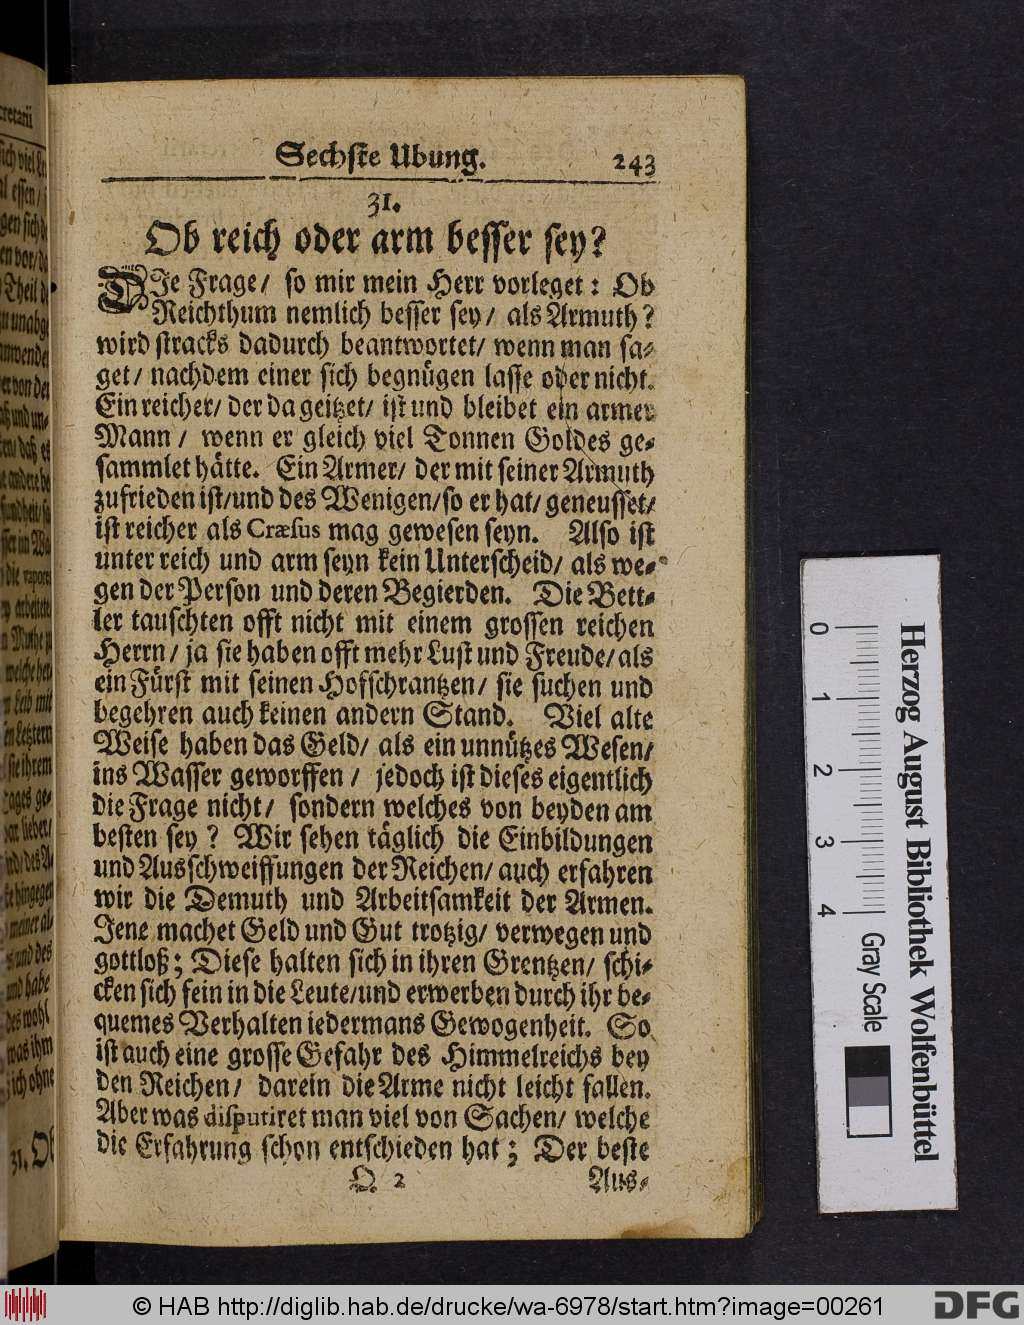 Sechste Ubung. 243
31.
Ob reich oder arm besser sey?
DIe Frage/ so mir mein Herr vorleget: Ob
Reichthum nemlich besser sey/ als Armuth?
wird stracks dadurch beantwortet/ wenn man sa-
get/ nachdem einer sich begnügen lasse oder nicht.
Ein reicher/ der da geitzet/ ist und bleibet ein armer
Mann/ wenn er gleich viel Tonnen Goldes ge-
sammlet hätte. Ein Armer/ der mit seiner Armuth
zufrieden ist/ und des Wenigen/ so er hat/ geneusset/
ist reicher als Cræsus mag gewesen seyn. Also ist
unter reich und arm seyn kein Unterscheid/ als we-
gen der Person und deren Begierden. Die Bett-
ler tauschten offt nicht mit einem grossen reichen
Herrn/ ja sie haben offt mehr Lust und Freude/ als
ein Fürst mit seinen Hofschrantzen/ sie suchen und
begehren auch keinen andern Stand. Viel alte
Weise haben das Geld/ als ein unnützes Wesen/
ins Wasser geworffen/ jedoch ist dieses eigentlich
die Frage nicht/ sondern welches von beyden am
besten sey? Wir sehen täglich die Einbildungen
und Ausschweiffungen der Reichen/ auch erfahren
wir die Demuth und Arbeitsamkeit der Armen.
Jene machet Geld und Gut trotzig/ verwegen und
gottloß; Diese halten sich in ihren Grentzen/ schi-
cken sich fein in die Leute/ und erwerben durch ihr be-
quemes Verhalten iedermans Gewogenheit. So
ist auch eine grosse Gefahr des Himmelreichs bey
den Reichen/ darein die Arme nicht leicht fallen.
Aber was disputiret man viel von Sachen/ welche
die Erfahrung schon entschieden hat; Der beste
Q 2 Aus-
0 1 2 3 4 Gray Scale
Herzog August Bibliothek Wolfenbüttel
© HAB http://diglib.hab.de/drucke/wa-6978/start.htm?image=00261
DFG